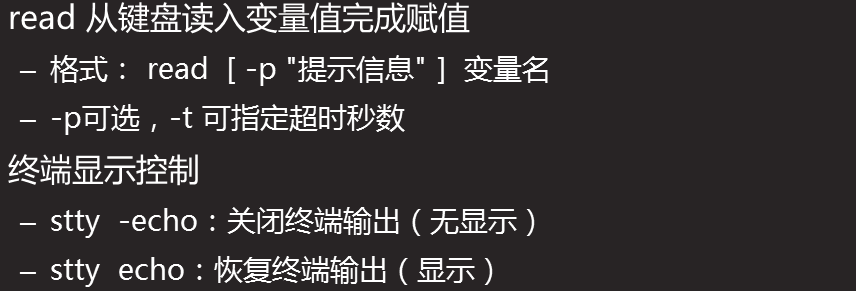 read 从键盘读入变量值完成赋值
– 格式： read [ -p "提示信息" ] 变量名
– -p可选，-t 可指定超时秒数
终端显示控制
– stty -echo：关闭终端输出（无显示）
– stty echo：恢复终端输出（显示）